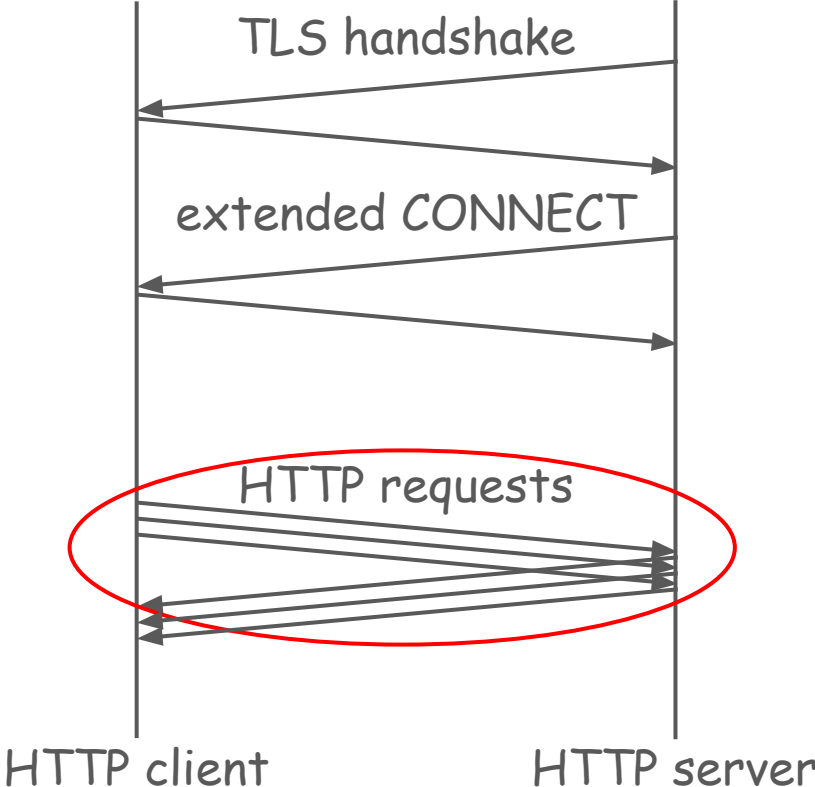 TLS handshake
extended CONNECT
HTTP requests
HTTP client
HTTP server